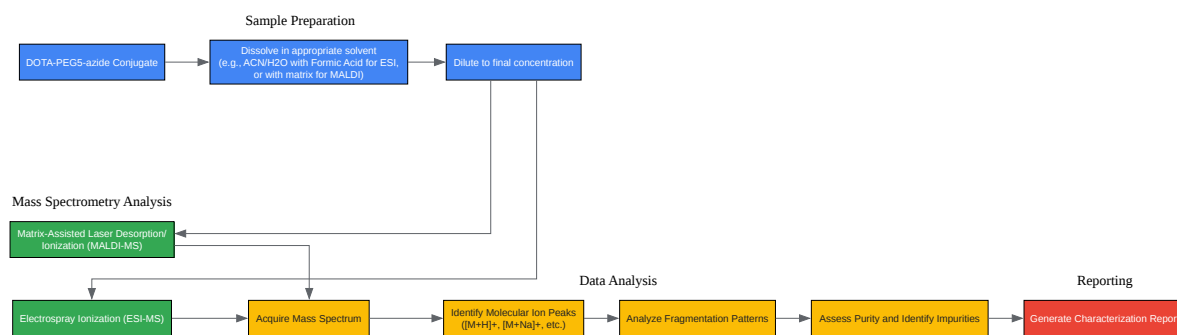 Sample Preparation
DOTA-PEG5-azide Conjugate
Dissolve in appropriate solvent
(e.g., ACN/H2O with Formic Acid for ESI,
or with matrix for MALDI)
Dilute to final concentration
Mass Spectrometry Analysis
Matrix-Assisted Laser Desorption/
Ionization (MALDI-MS)
Data Analysis
Reporting
Electrospray Ionization (ESI-MS)
Acquire Mass Spectrum
Identify Molecular Ion Peaks
([M+H]+, [M+Na]+, etc.)
Analyze Fragmentation Patterns
Assess Purity and Identify Impurities
Generate Characterization Report